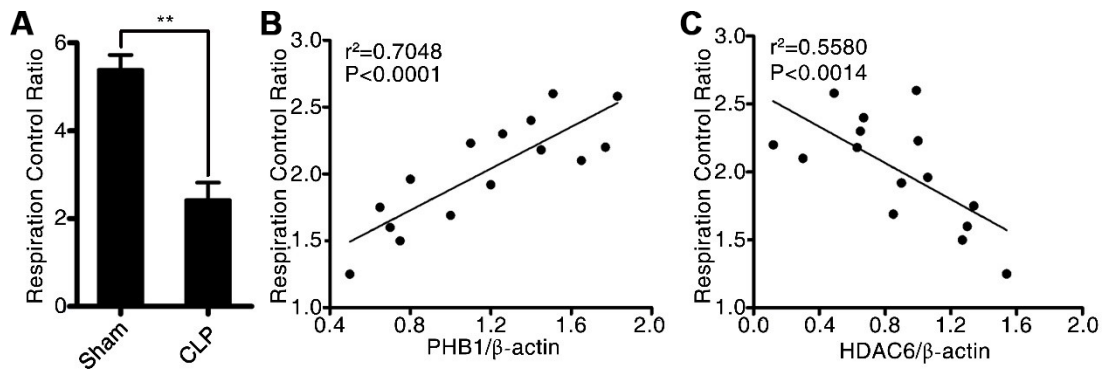 A
Respiration Control Ratio
6
4
2
0
**
Sham
CLP
B
Respiration Control Ratio
3.0
2.5
2.0
1.5
1.0
r²=0.7048
P<0.0001
0.4
0.8
1.2
1.6
2.0
PHB1/β-actin
C
Respiration Control Ratio
3.0
2.5
2.0
1.5
1.0
r²=0.5580
P<0.0014
0.0
0.4
0.8
1.2
1.6
2.0
HDAC6/β-actin